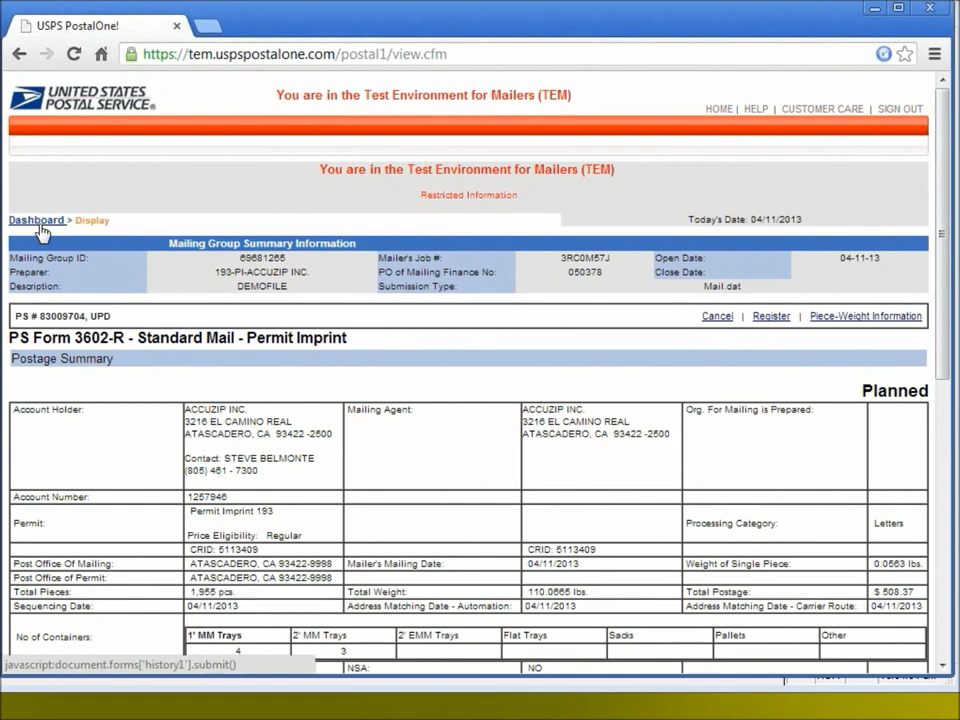 USPS PostalOne!
https://tem.uspspostalone.com/postal1/view.cfm
UNITED STATES
POSTAL SERVICE®
You are in the Test Environment for Mailers (TEM)
HOME | HELP | CUSTOMER CARE | SIGN OUT
You are in the Test Environment for Mailers (TEM)
Restricted Information
Dashboard > Display
Today's Date: 04/11/2013
Mailing Group Summary Information
Mailing Group ID: 69681265 Mailer's Job #: 3RC0M57J Open Date: 04-11-13
Preparer: 193-PI-ACCUZIP INC. PO of Mailing Finance No: 050378 Close Date:
Description: DEMOFILE Submission Type: Mail.dat
PS # 83009704, UPD Cancel | Register | Piece-Weight Information
PS Form 3602-R - Standard Mail - Permit Imprint
Postage Summary
Planned
Account Holder: ACCUZIP INC. Mailing Agent: ACCUZIP INC. Org. For Mailing is Prepared:
3216 EL CAMINO REAL 3216 EL CAMINO REAL
ATASCADERO, CA 93422 -2500 ATASCADERO, CA 93422 -2500
Contact: STEVE BELMONTE
(805) 461 - 7300
Account Number: 1257946
Permit Imprint 193
Permit: Processing Category: Letters
Price Eligibility: Regular
CRID: 5113409 CRID: 5113409
Post Office Of Mailing: ATASCADERO, CA 93422-9998 Mailer's Mailing Date: 04/11/2013 Weight of Single Piece: 0.0563 lbs.
Post Office of Permit: ATASCADERO, CA 93422-9998
Total Pieces: 1,955 pcs. Total Weight: 110.0665 lbs. Total Postage: $ 508.37
Sequencing Date: 04/11/2013 Address Matching Date - Automation: 04/11/2013 Address Matching Date - Carrier Route: 04/11/2013
No of Containers: 1' MM Trays 2' MM Trays 2' EMM Trays Flat Trays Sacks Pallets Other
4 3
javascript:document.forms['history1'].submit()
NSA: NO